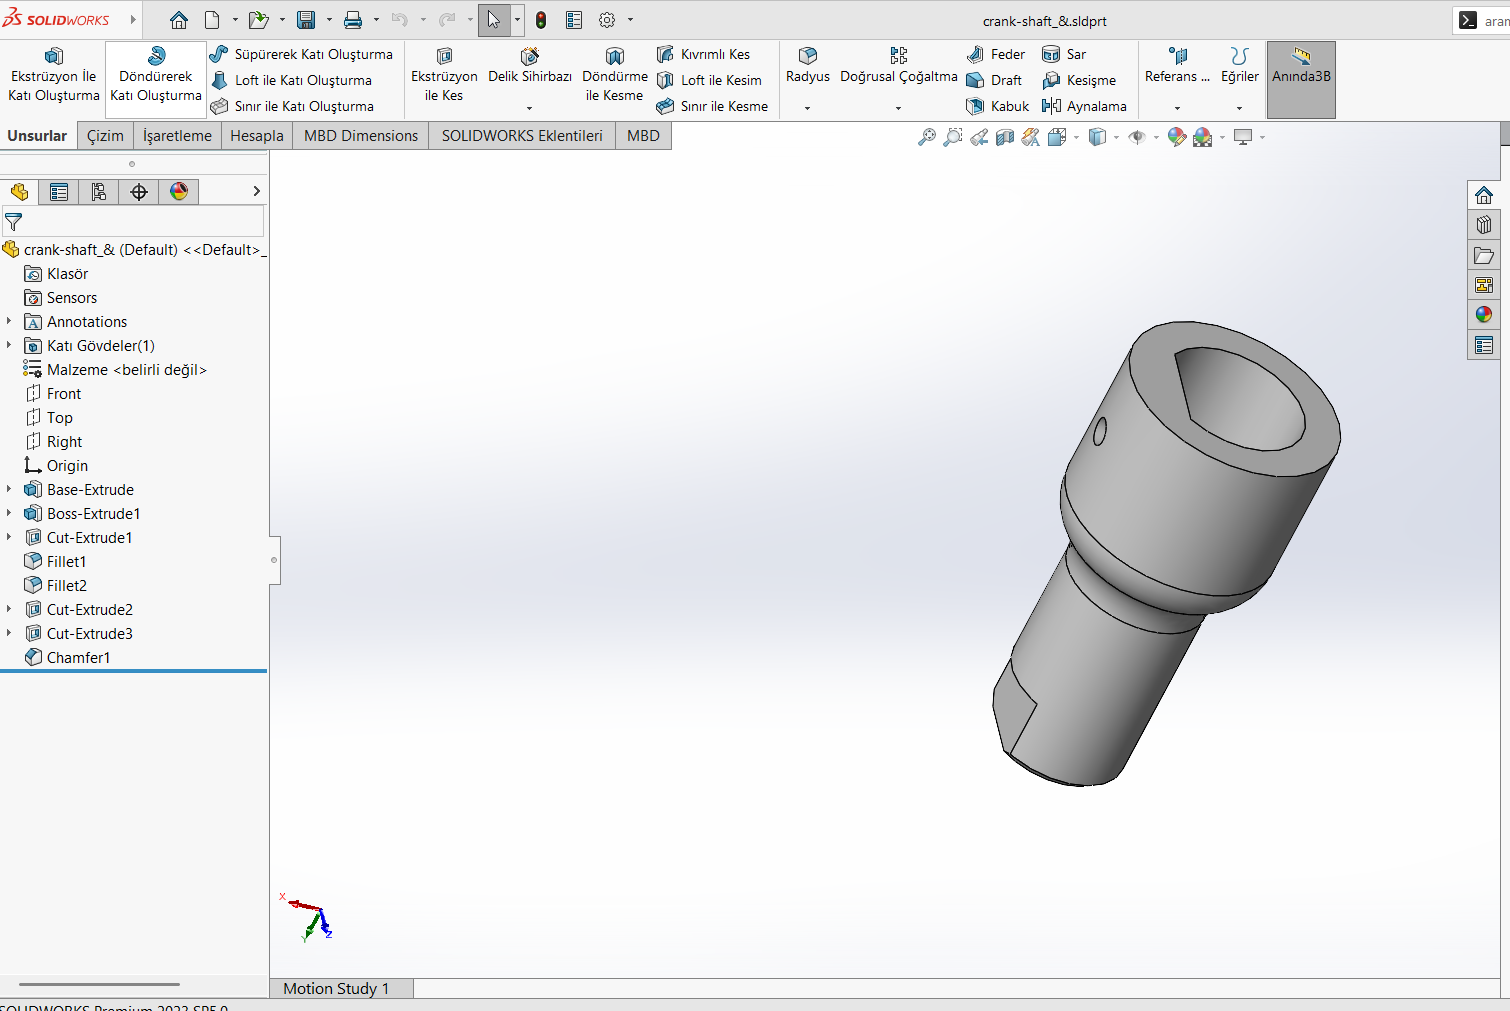 SOLIDWORKS
crank-shaft_&.sldprt
aran
Ekstrüzyon İle
Katı Oluşturma
Döndürerek
Katı Oluşturma
Süpürerek Katı Oluşturma
Loft ile Katı Oluşturma
Sınır ile Katı Oluşturma
Ekstrüzyon
ile Kes
Delik Sihirbazı
Döndürme
ile Kesme
Kıvrımlı Kes
Loft ile Kesim
Sınır ile Kesme
Radyus
Doğrusal Çoğaltma
Feder
Draft
Kabuk
Sar
Kesişme
Aynalama
Referans ...
Eğriler
Anında3B
Unsurlar
Çizim
İşaretleme
Hesapla
MBD Dimensions
SOLIDWORKS Eklentileri
MBD
crank-shaft_& (Default) <<Default>_
Klasör
Sensors
Annotations
Katı Gövdeler(1)
Malzeme <belirli değil>
Front
Top
Right
Origin
Base-Extrude
Boss-Extrude1
Cut-Extrude1
Fillet1
Fillet2
Cut-Extrude2
Cut-Extrude3
Chamfer1
X
Y
Z
Motion Study 1
SOLIDWORKS Premium 2023 SP5.0